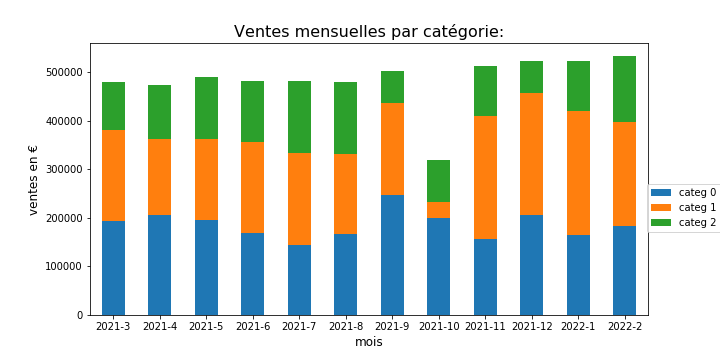 Ventes mensuelles par catégorie:
ventes en €
500000
400000
300000
200000
100000
0
categ 0
categ 1
categ 2
2021-3 2021-4 2021-5 2021-6 2021-7 2021-8 2021-9 2021-10 2021-11 2021-12 2022-1 2022-2
mois